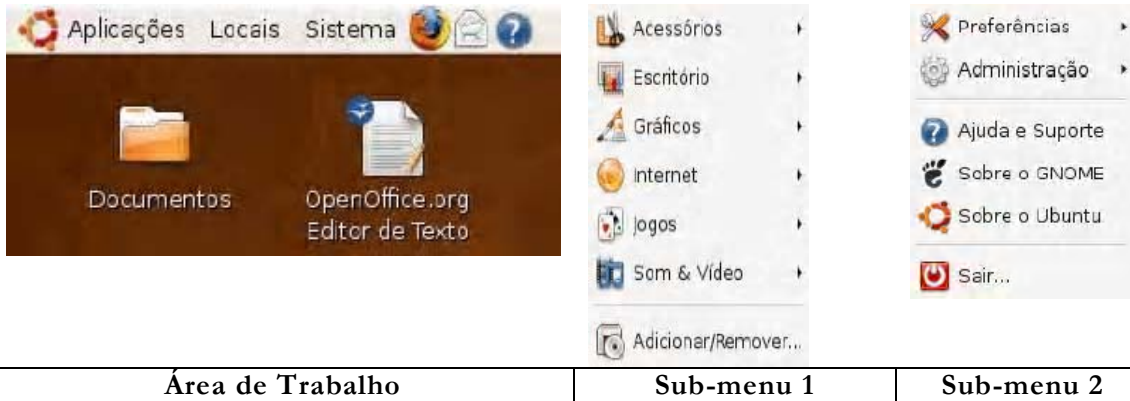 Aplicações Locais Sistema
Documentos
OpenOffice.org
Editor de Texto
Acessórios
Escritório
Gráficos
Internet
Jogos
Som & Vídeo
Adicionar/Remover...
Preferências
Administração
Ajuda e Suporte
Sobre o GNOME
Sobre o Ubuntu
Sair...
Área de Trabalho
Sub-menu 1
Sub-menu 2